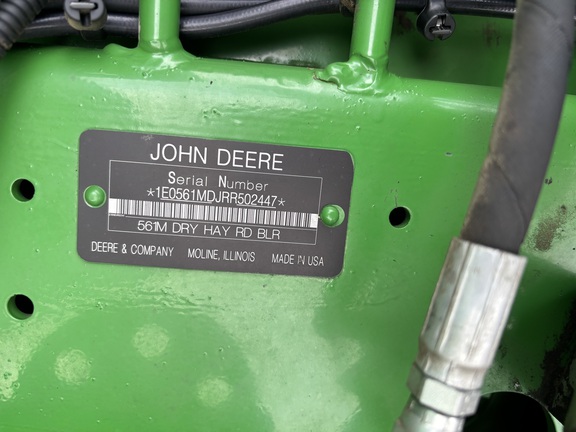 JOHN DEERE
Serial Number
*1E0561MDJRR502447*
561M DRY HAY RD BLR
DEERE & COMPANY MOLINE, ILLINOIS MADE IN USA